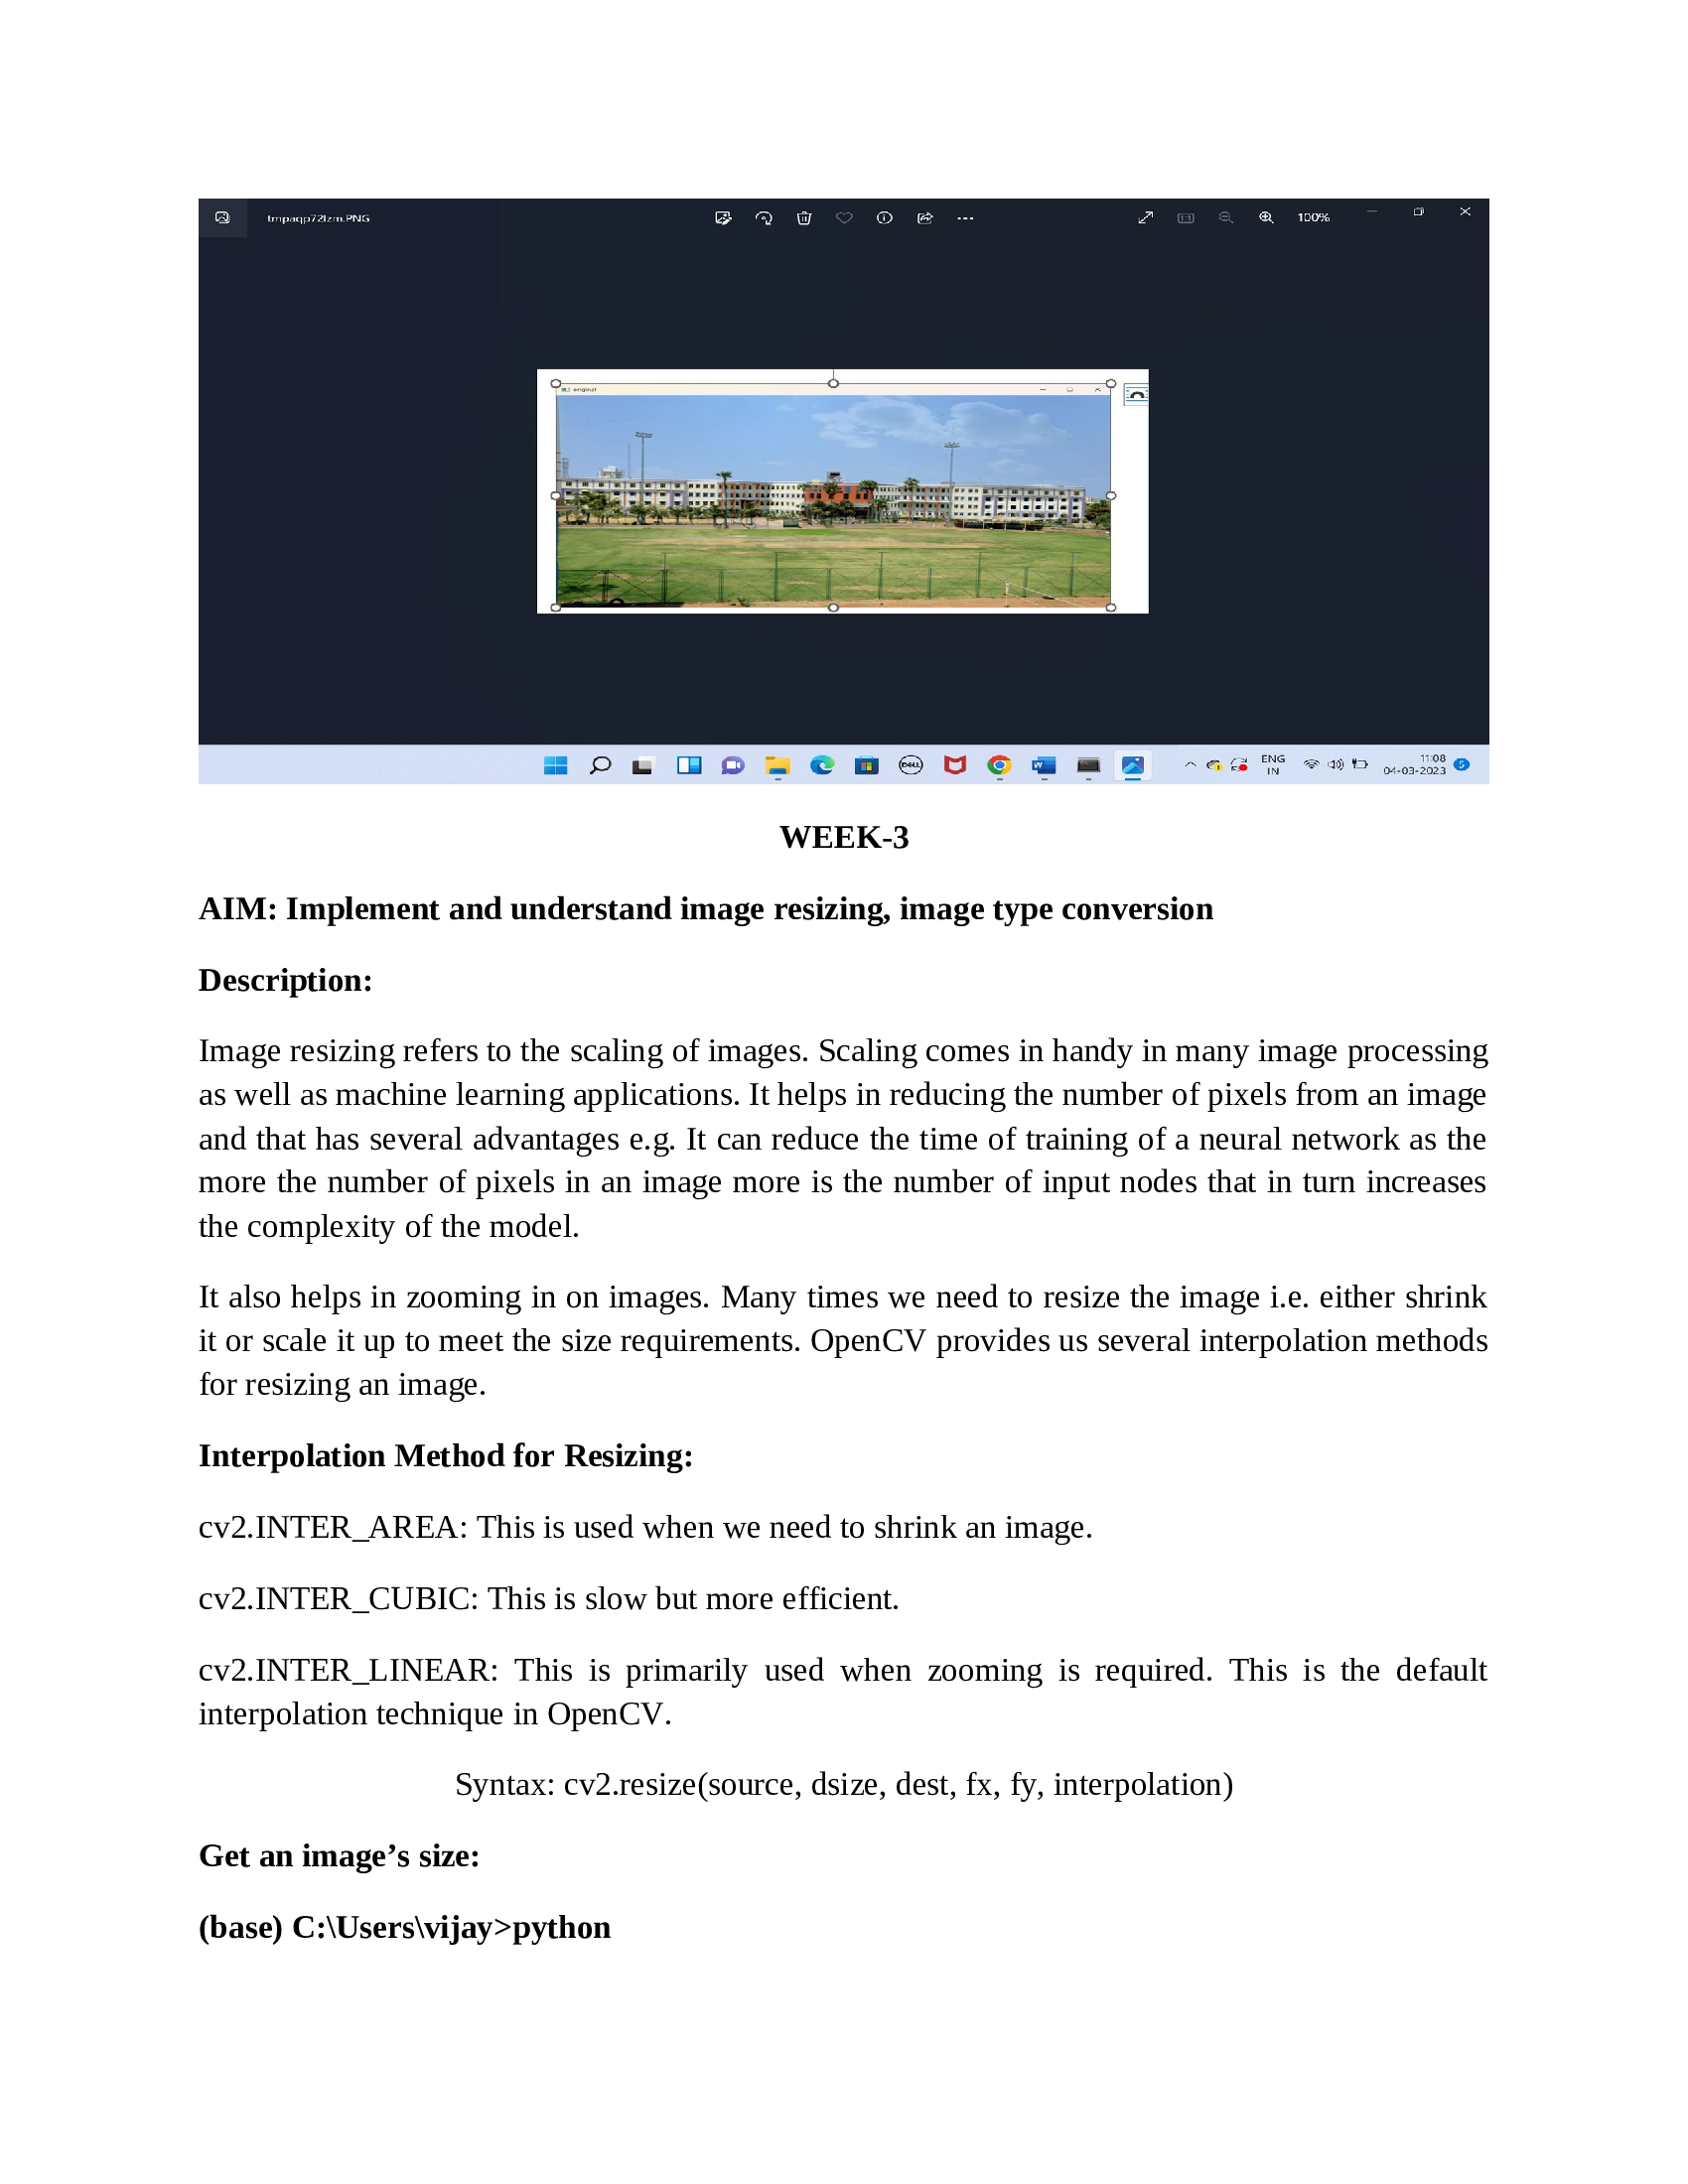 tmpaqp72lzm.PNG
100%
original
DELL
ENG
IN
11:08
04-03-2023
5
WEEK-3
AIM: Implement and understand image resizing, image type conversion
Description:
Image resizing refers to the scaling of images. Scaling comes in handy in many image processing
as well as machine learning applications. It helps in reducing the number of pixels from an image
and that has several advantages e.g. It can reduce the time of training of a neural network as the
more the number of pixels in an image more is the number of input nodes that in turn increases
the complexity of the model.
It also helps in zooming in on images. Many times we need to resize the image i.e. either shrink
it or scale it up to meet the size requirements. OpenCV provides us several interpolation methods
for resizing an image.
Interpolation Method for Resizing:
cv2.INTER_AREA: This is used when we need to shrink an image.
cv2.INTER_CUBIC: This is slow but more efficient.
cv2.INTER_LINEAR: This is primarily used when zooming is required. This is the default
interpolation technique in OpenCV.
Syntax: cv2.resize(source, dsize, dest, fx, fy, interpolation)
Get an image’s size:
(base) C:\Users\vijay>python